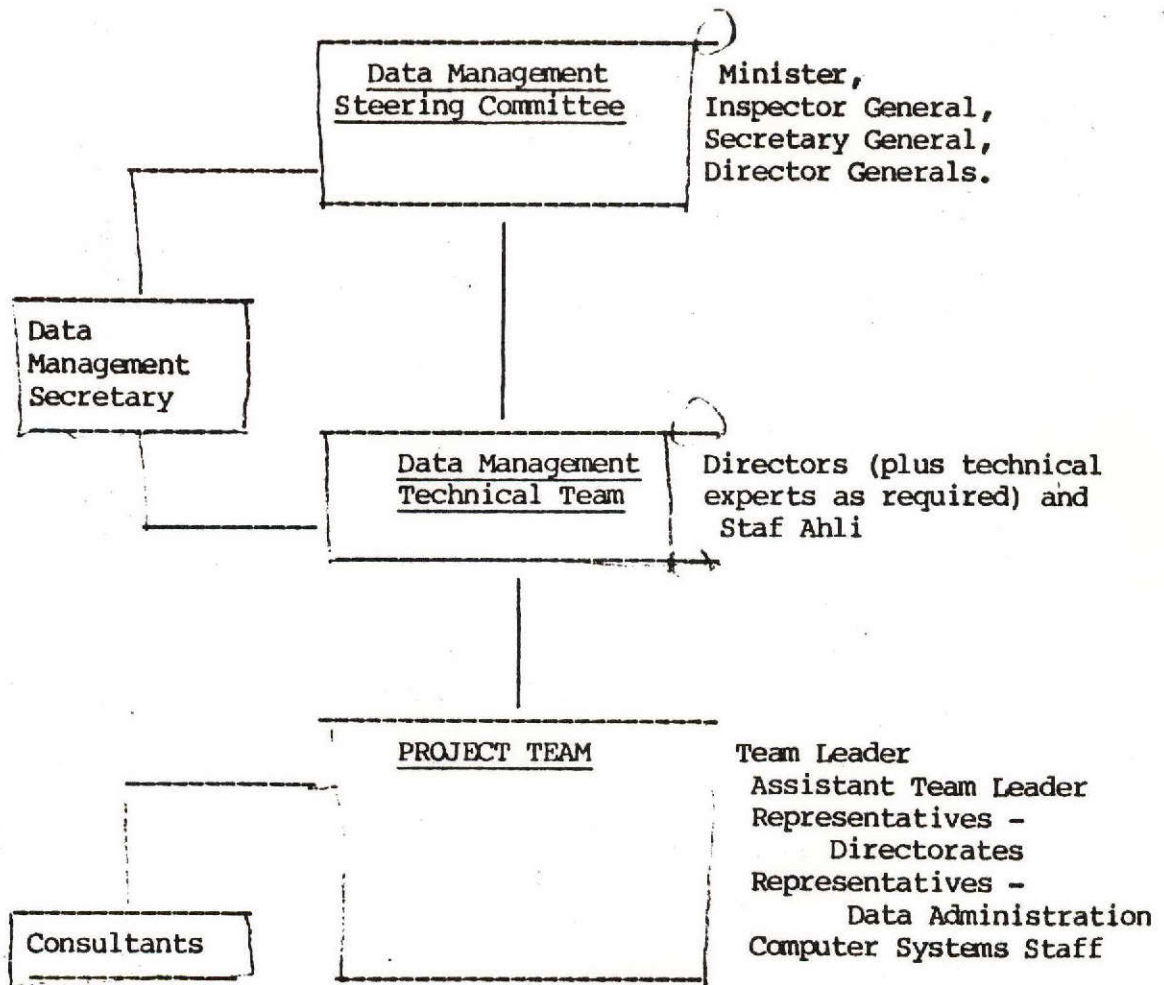 Data Management
Steering Committee
Minister,
Inspector General,
Secretary General,
Director Generals.
Data
Management
Secretary
Data Management
Technical Team
Directors (plus technical
experts as required) and
Staf Ahli
PROJECT TEAM
Team Leader
Assistant Team Leader
Representatives -
Directorates
Representatives -
Data Administration
Computer Systems Staff
Consultants